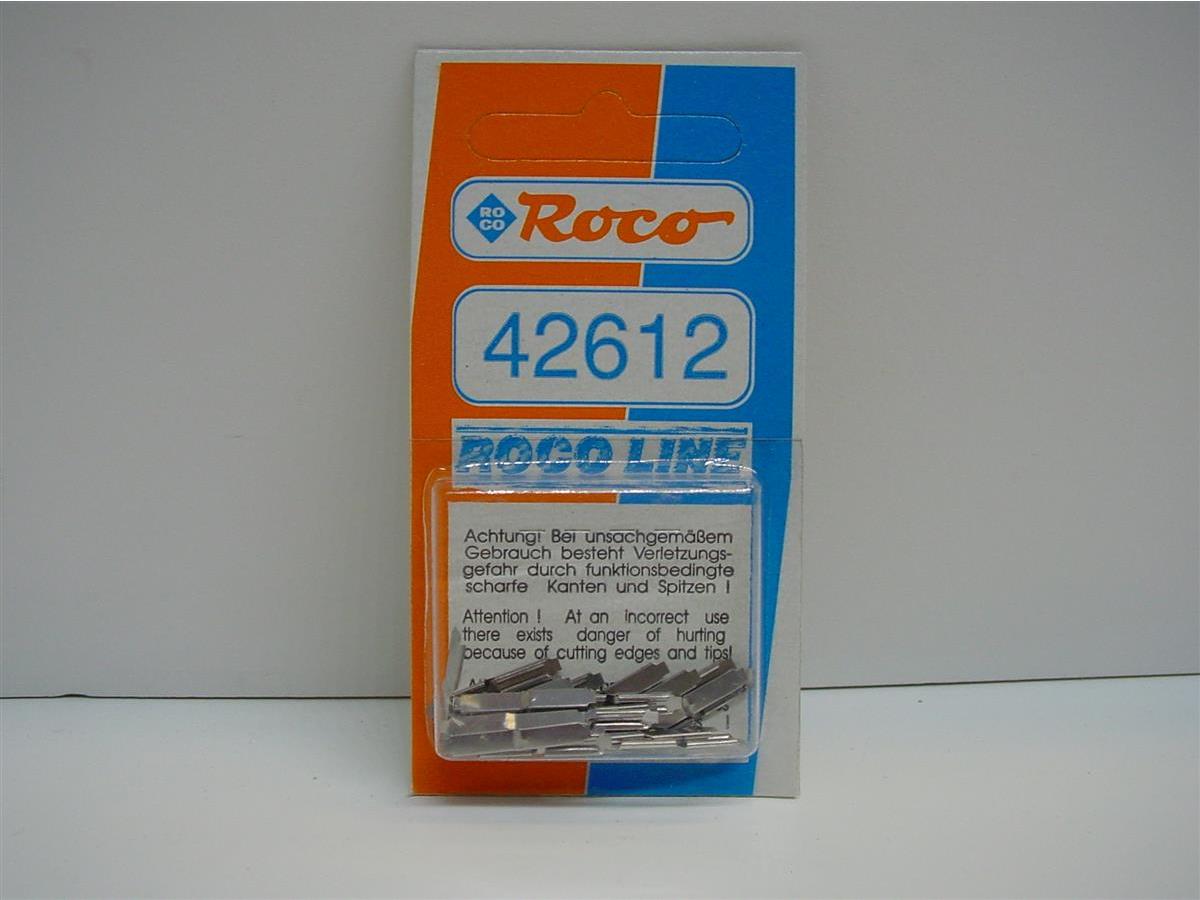 RO
CO
Roco
42612
ROCO LINE
Achtung! Bei unsachgemäßem
Gebrauch besteht Verletzungs-
gefahr durch funktionsbedingte
scharfe Kanten und Spitzen !
Attention ! At an incorrect use
there exists danger of hurting
because of cutting edges and tips!